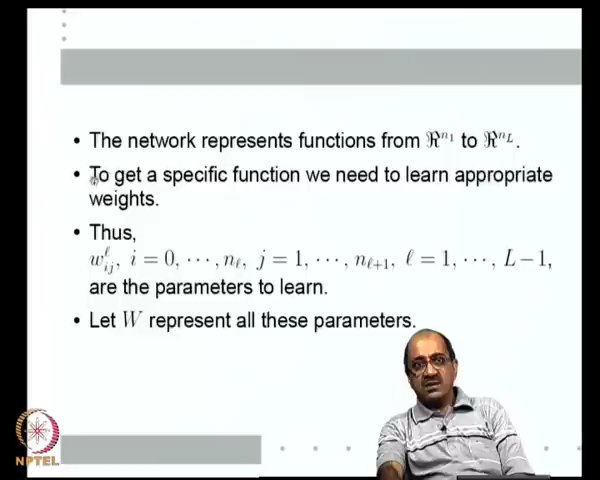 • The network represents functions from ℜ^{n_1} to ℜ^{n_L}.
• To get a specific function we need to learn appropriate
weights.
• Thus,
w^ℓ_{ij}, i = 0, ⋯, n_ℓ, j = 1, ⋯, n_{ℓ+1}, ℓ = 1, ⋯, L−1,
are the parameters to learn.
• Let W represent all these parameters.
NPTEL